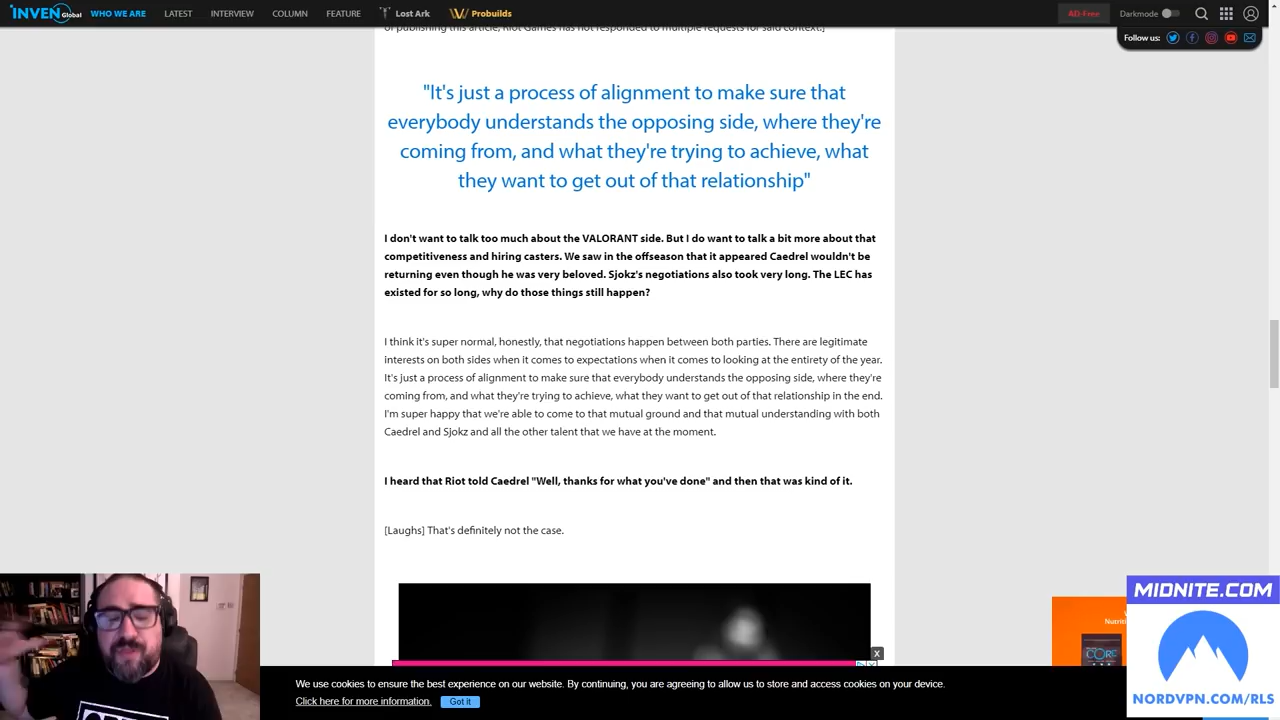 INVEN Global
WHO WE ARE
LATEST
INTERVIEW
COLUMN
FEATURE
Lost Ark
Probuilds
AD-Free
Darkmode
Follow us:
of publishing this article, Riot Games has not responded to multiple requests for said context.]
"It's just a process of alignment to make sure that
everybody understands the opposing side, where they're
coming from, and what they're trying to achieve, what
they want to get out of that relationship"
I don't want to talk too much about the VALORANT side. But I do want to talk a bit more about that
competitiveness and hiring casters. We saw in the offseason that it appeared Caedrel wouldn't be
returning even though he was very beloved. Sjokz's negotiations also took very long. The LEC has
existed for so long, why do those things still happen?
I think it's super normal, honestly, that negotiations happen between both parties. There are legitimate
interests on both sides when it comes to expectations when it comes to looking at the entirety of the year.
It's just a process of alignment to make sure that everybody understands the opposing side, where they're
coming from, and what they're trying to achieve, what they want to get out of that relationship in the end.
I'm super happy that we're able to come to that mutual ground and that mutual understanding with both
Caedrel and Sjokz and all the other talent that we have at the moment.
I heard that Riot told Caedrel "Well, thanks for what you've done" and then that was kind of it.
[Laughs] That's definitely not the case.
X
MIDNITE.COM
Nutriti
CORE
We use cookies to ensure the best experience on our website. By continuing, you are agreeing to allow us to store and access cookies on your device.
Click here for more information.
Got it
NORDVPN.COM/RLS